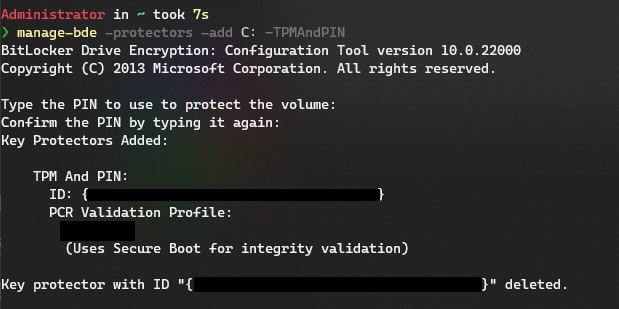 Administrator in ~ took 7s
❯ manage-bde -protectors -add C: -TPMAndPIN
BitLocker Drive Encryption: Configuration Tool version 10.0.22000
Copyright (C) 2013 Microsoft Corporation. All rights reserved.
Type the PIN to use to protect the volume:
Confirm the PIN by typing it again:
Key Protectors Added:
TPM And PIN:
ID: {}
PCR Validation Profile:
(Uses Secure Boot for integrity validation)
Key protector with ID "{}" deleted.